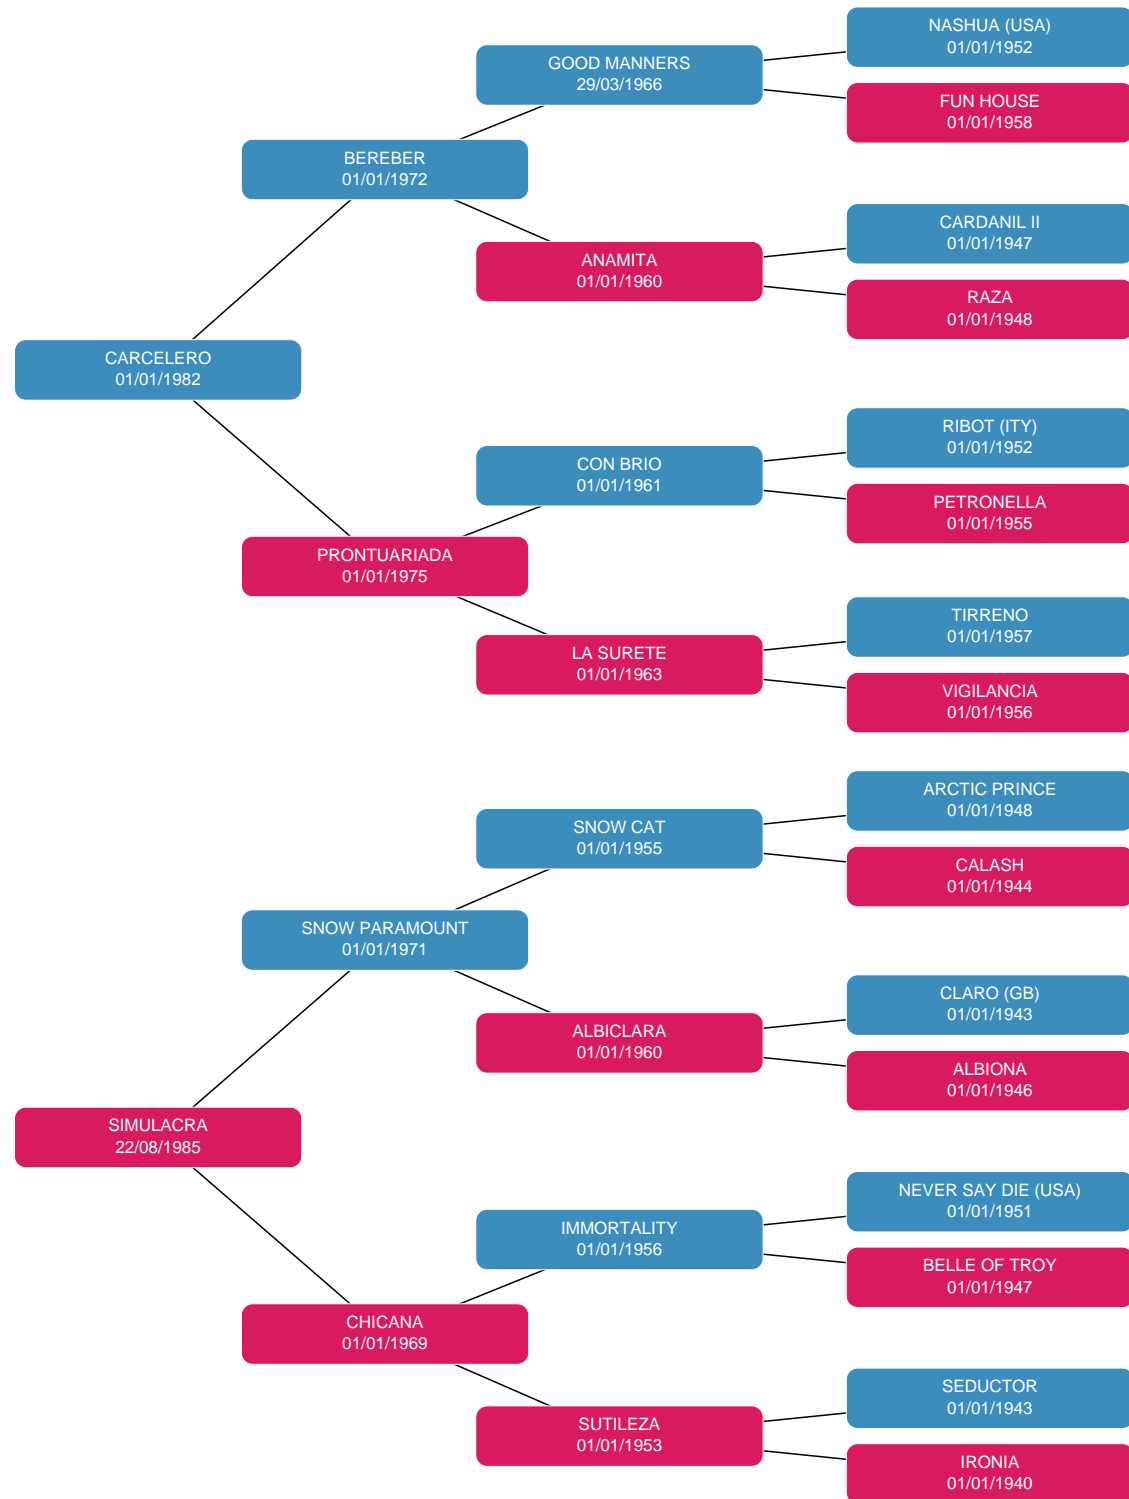 NASHUA (USA)
01/01/1952
GOOD MANNERS
29/03/1966
FUN HOUSE
01/01/1958
BEREBER
01/01/1972
CARDANIL II
01/01/1947
ANAMITA
01/01/1960
RAZA
01/01/1948
CARCELERO
01/01/1982
RIBOT (ITY)
01/01/1952
CON BRIO
01/01/1961
PETRONELLA
01/01/1955
PRONTUARIADA
01/01/1975
TIRRENO
01/01/1957
LA SURETE
01/01/1963
VIGILANCIA
01/01/1956
ARCTIC PRINCE
01/01/1948
SNOW CAT
01/01/1955
CALASH
01/01/1944
SNOW PARAMOUNT
01/01/1971
CLARO (GB)
01/01/1943
ALBICLARA
01/01/1960
ALBIONA
01/01/1946
SIMULACRA
22/08/1985
NEVER SAY DIE (USA)
01/01/1951
IMMORTALITY
01/01/1956
BELLE OF TROY
01/01/1947
CHICANA
01/01/1969
SEDUCTOR
01/01/1943
SUTILEZA
01/01/1953
IRONIA
01/01/1940